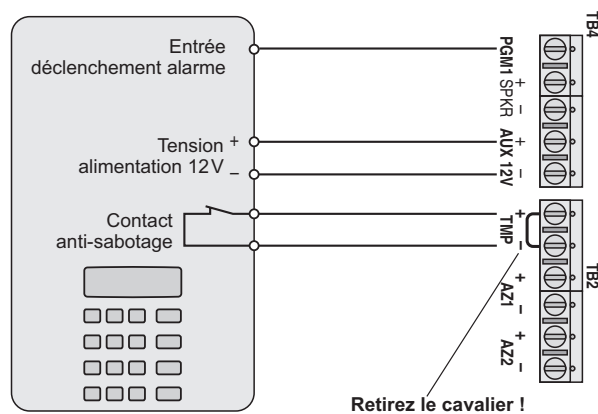 Entrée
déclenchement alarme
Tension
alimentation 12V
+
–
Contact
anti-sabotage
TB4
PGM1
SPKR
+
–
AUX 12V
+
–
TMP
+
–
TB2
AZ1
+
–
AZ2
+
–
Retirez le cavalier !